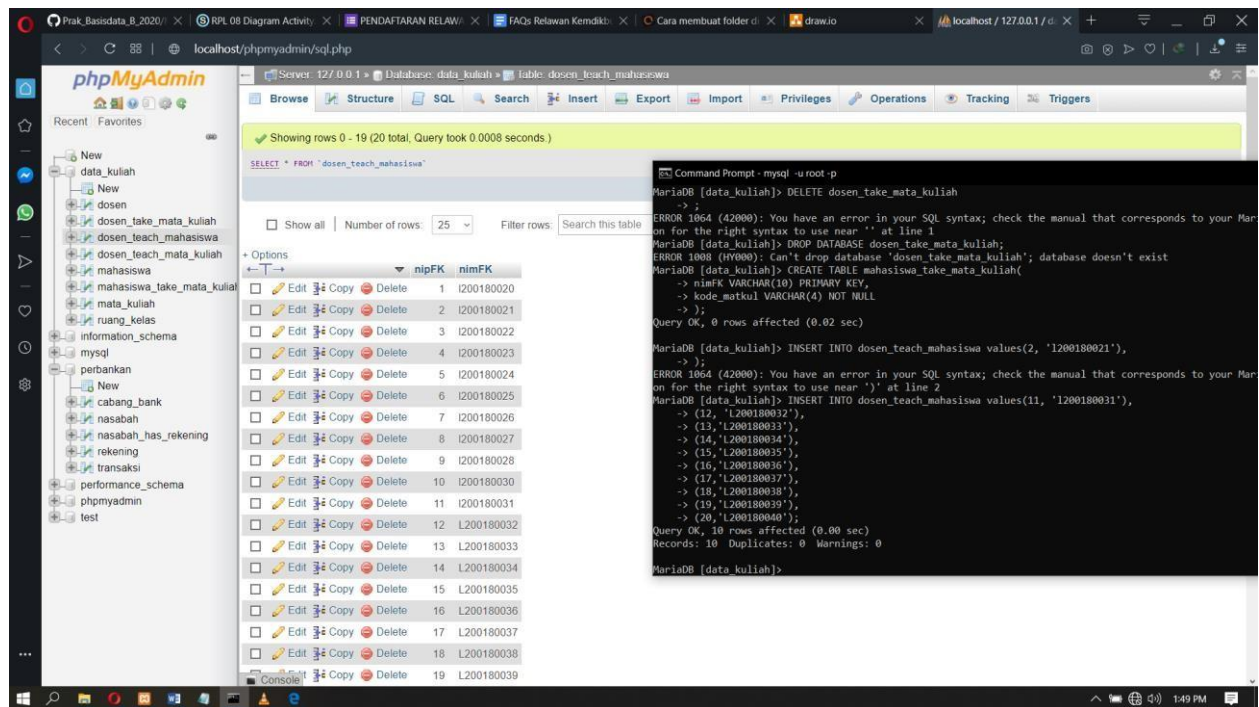 Prak_Basisdata_B_2020/
RPL 08 Diagram Activity
PENDAFTARAN RELAWA
FAQs Relawan Kemdikb
Cara membuat folder di
draw.io
localhost / 127.0.0.1 / d
localhost/phpmyadmin/sql.php
phpMyAdmin
Recent Favorites
New
data_kuliah
New
dosen
dosen_take_mata_kuliah
dosen_teach_mahasiswa
dosen_teach_mata_kuliah
mahasiswa
mahasiswa_take_mata_kuliah
mata_kuliah
ruang_kelas
information_schema
mysql
perbankan
New
cabang_bank
nasabah
nasabah_has_rekening
rekening
transaksi
performance_schema
phpmyadmin
test
Server: 127.0.0.1 » Database: data_kuliah » Table: dosen_teach_mahasiswa
Browse Structure SQL Search Insert Export Import Privileges Operations Tracking Triggers
Showing rows 0 - 19 (20 total, Query took 0.0008 seconds.)
SELECT * FROM `dosen_teach_mahasiswa`
Show all | Number of rows: 25 Filter rows: Search this table
+ Options
←T→ nipFK nimFK
Edit Copy Delete 1 l200180020
Edit Copy Delete 2 l200180021
Edit Copy Delete 3 l200180022
Edit Copy Delete 4 l200180023
Edit Copy Delete 5 l200180024
Edit Copy Delete 6 l200180025
Edit Copy Delete 7 l200180026
Edit Copy Delete 8 l200180027
Edit Copy Delete 9 l200180028
Edit Copy Delete 10 l200180030
Edit Copy Delete 11 l200180031
Edit Copy Delete 12 L200180032
Edit Copy Delete 13 L200180033
Edit Copy Delete 14 L200180034
Edit Copy Delete 15 L200180035
Edit Copy Delete 16 L200180036
Edit Copy Delete 17 L200180037
Edit Copy Delete 18 L200180038
Edit Copy Delete 19 L200180039
Console
Command Prompt - mysql -u root -p
MariaDB [data_kuliah]> DELETE dosen_take_mata_kuliah
-> ;
ERROR 1064 (42000): You have an error in your SQL syntax; check the manual that corresponds to your Mar
on for the right syntax to use near '' at line 1
MariaDB [data_kuliah]> DROP DATABASE dosen_take_mata_kuliah;
ERROR 1008 (HY000): Can't drop database 'dosen_take_mata_kuliah'; database doesn't exist
MariaDB [data_kuliah]> CREATE TABLE mahasiswa_take_mata_kuliah(
-> nimFK VARCHAR(10) PRIMARY KEY,
-> kode_matkul VARCHAR(4) NOT NULL
-> );
Query OK, 0 rows affected (0.02 sec)
MariaDB [data_kuliah]> INSERT INTO dosen_teach_mahasiswa values(2, 'l200180021'),
-> );
ERROR 1064 (42000): You have an error in your SQL syntax; check the manual that corresponds to your Mar
on for the right syntax to use near ')' at line 2
MariaDB [data_kuliah]> INSERT INTO dosen_teach_mahasiswa values(11, 'l200180031'),
-> (12, 'L200180032'),
-> (13,'L200180033'),
-> (14,'L200180034'),
-> (15,'L200180035'),
-> (16,'L200180036'),
-> (17,'L200180037'),
-> (18,'L200180038'),
-> (19,'L200180039'),
-> (20,'L200180040');
Query OK, 10 rows affected (0.00 sec)
Records: 10 Duplicates: 0 Warnings: 0
MariaDB [data_kuliah]>
1:49 PM